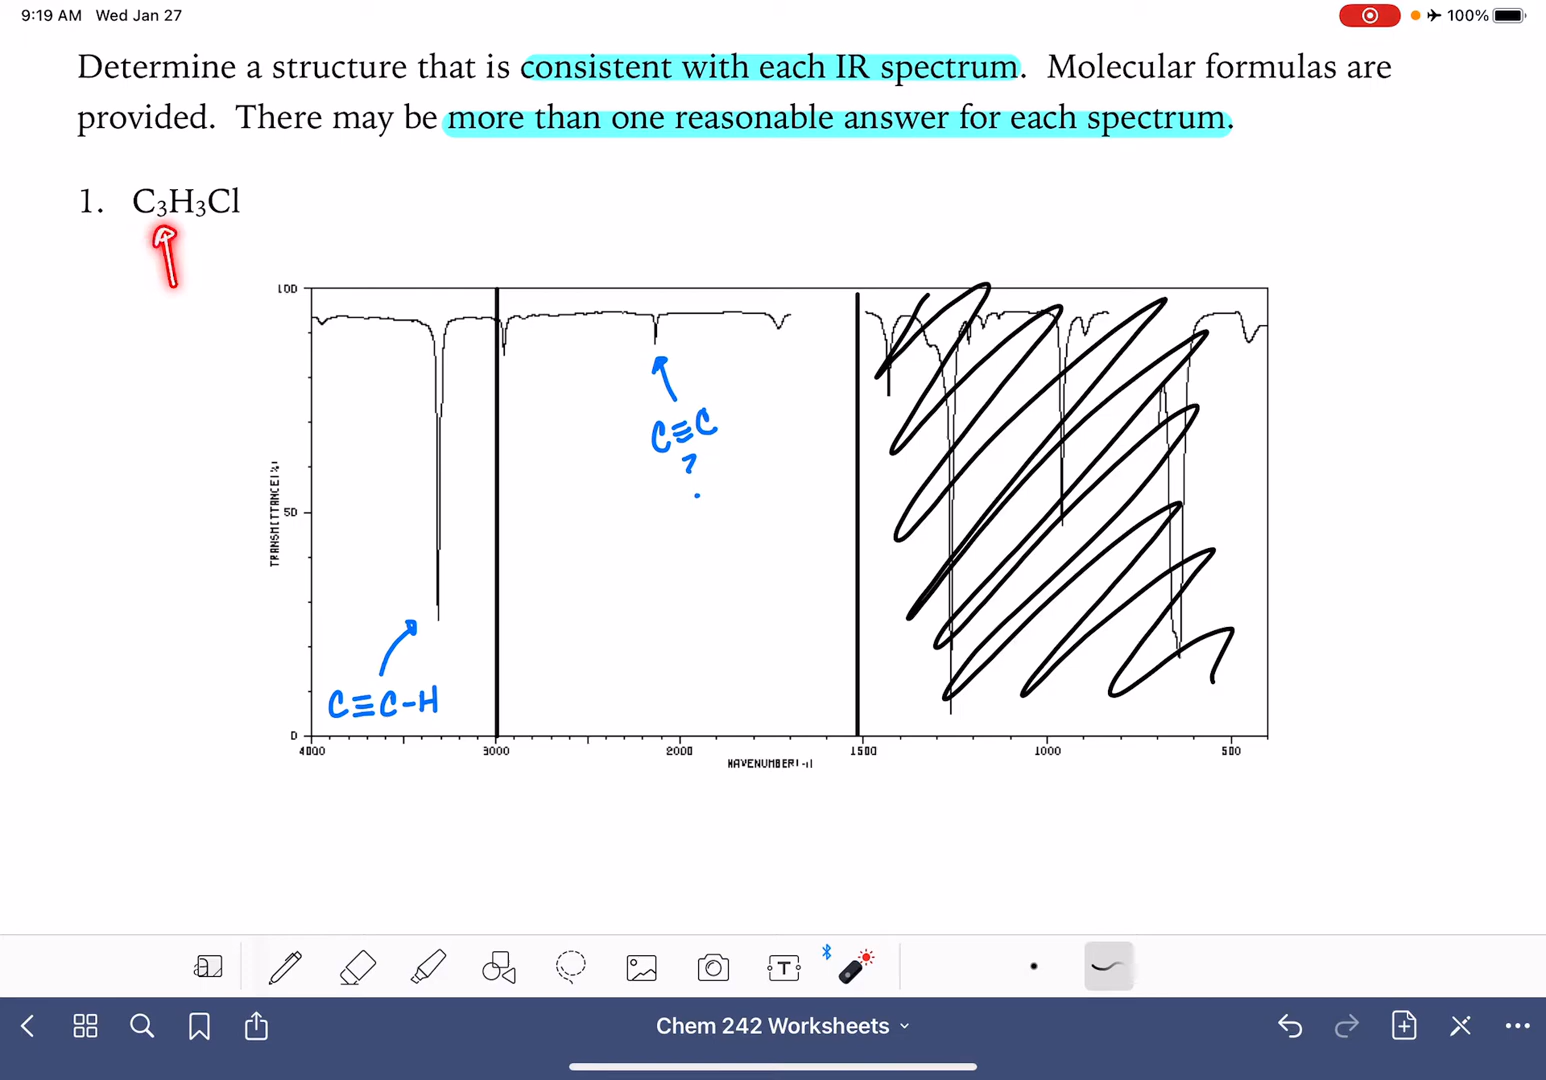 9:19 AM Wed Jan 27
100%
Determine a structure that is consistent with each IR spectrum. Molecular formulas are
provided. There may be more than one reasonable answer for each spectrum.
1. C₃H₃Cl
100
50
0
TRANSMITTANCE[%]
C≡C
?
C≡C-H
4000 3000 2000 1500 1000 500
WAVENUMBER[-1]
T
Chem 242 Worksheets